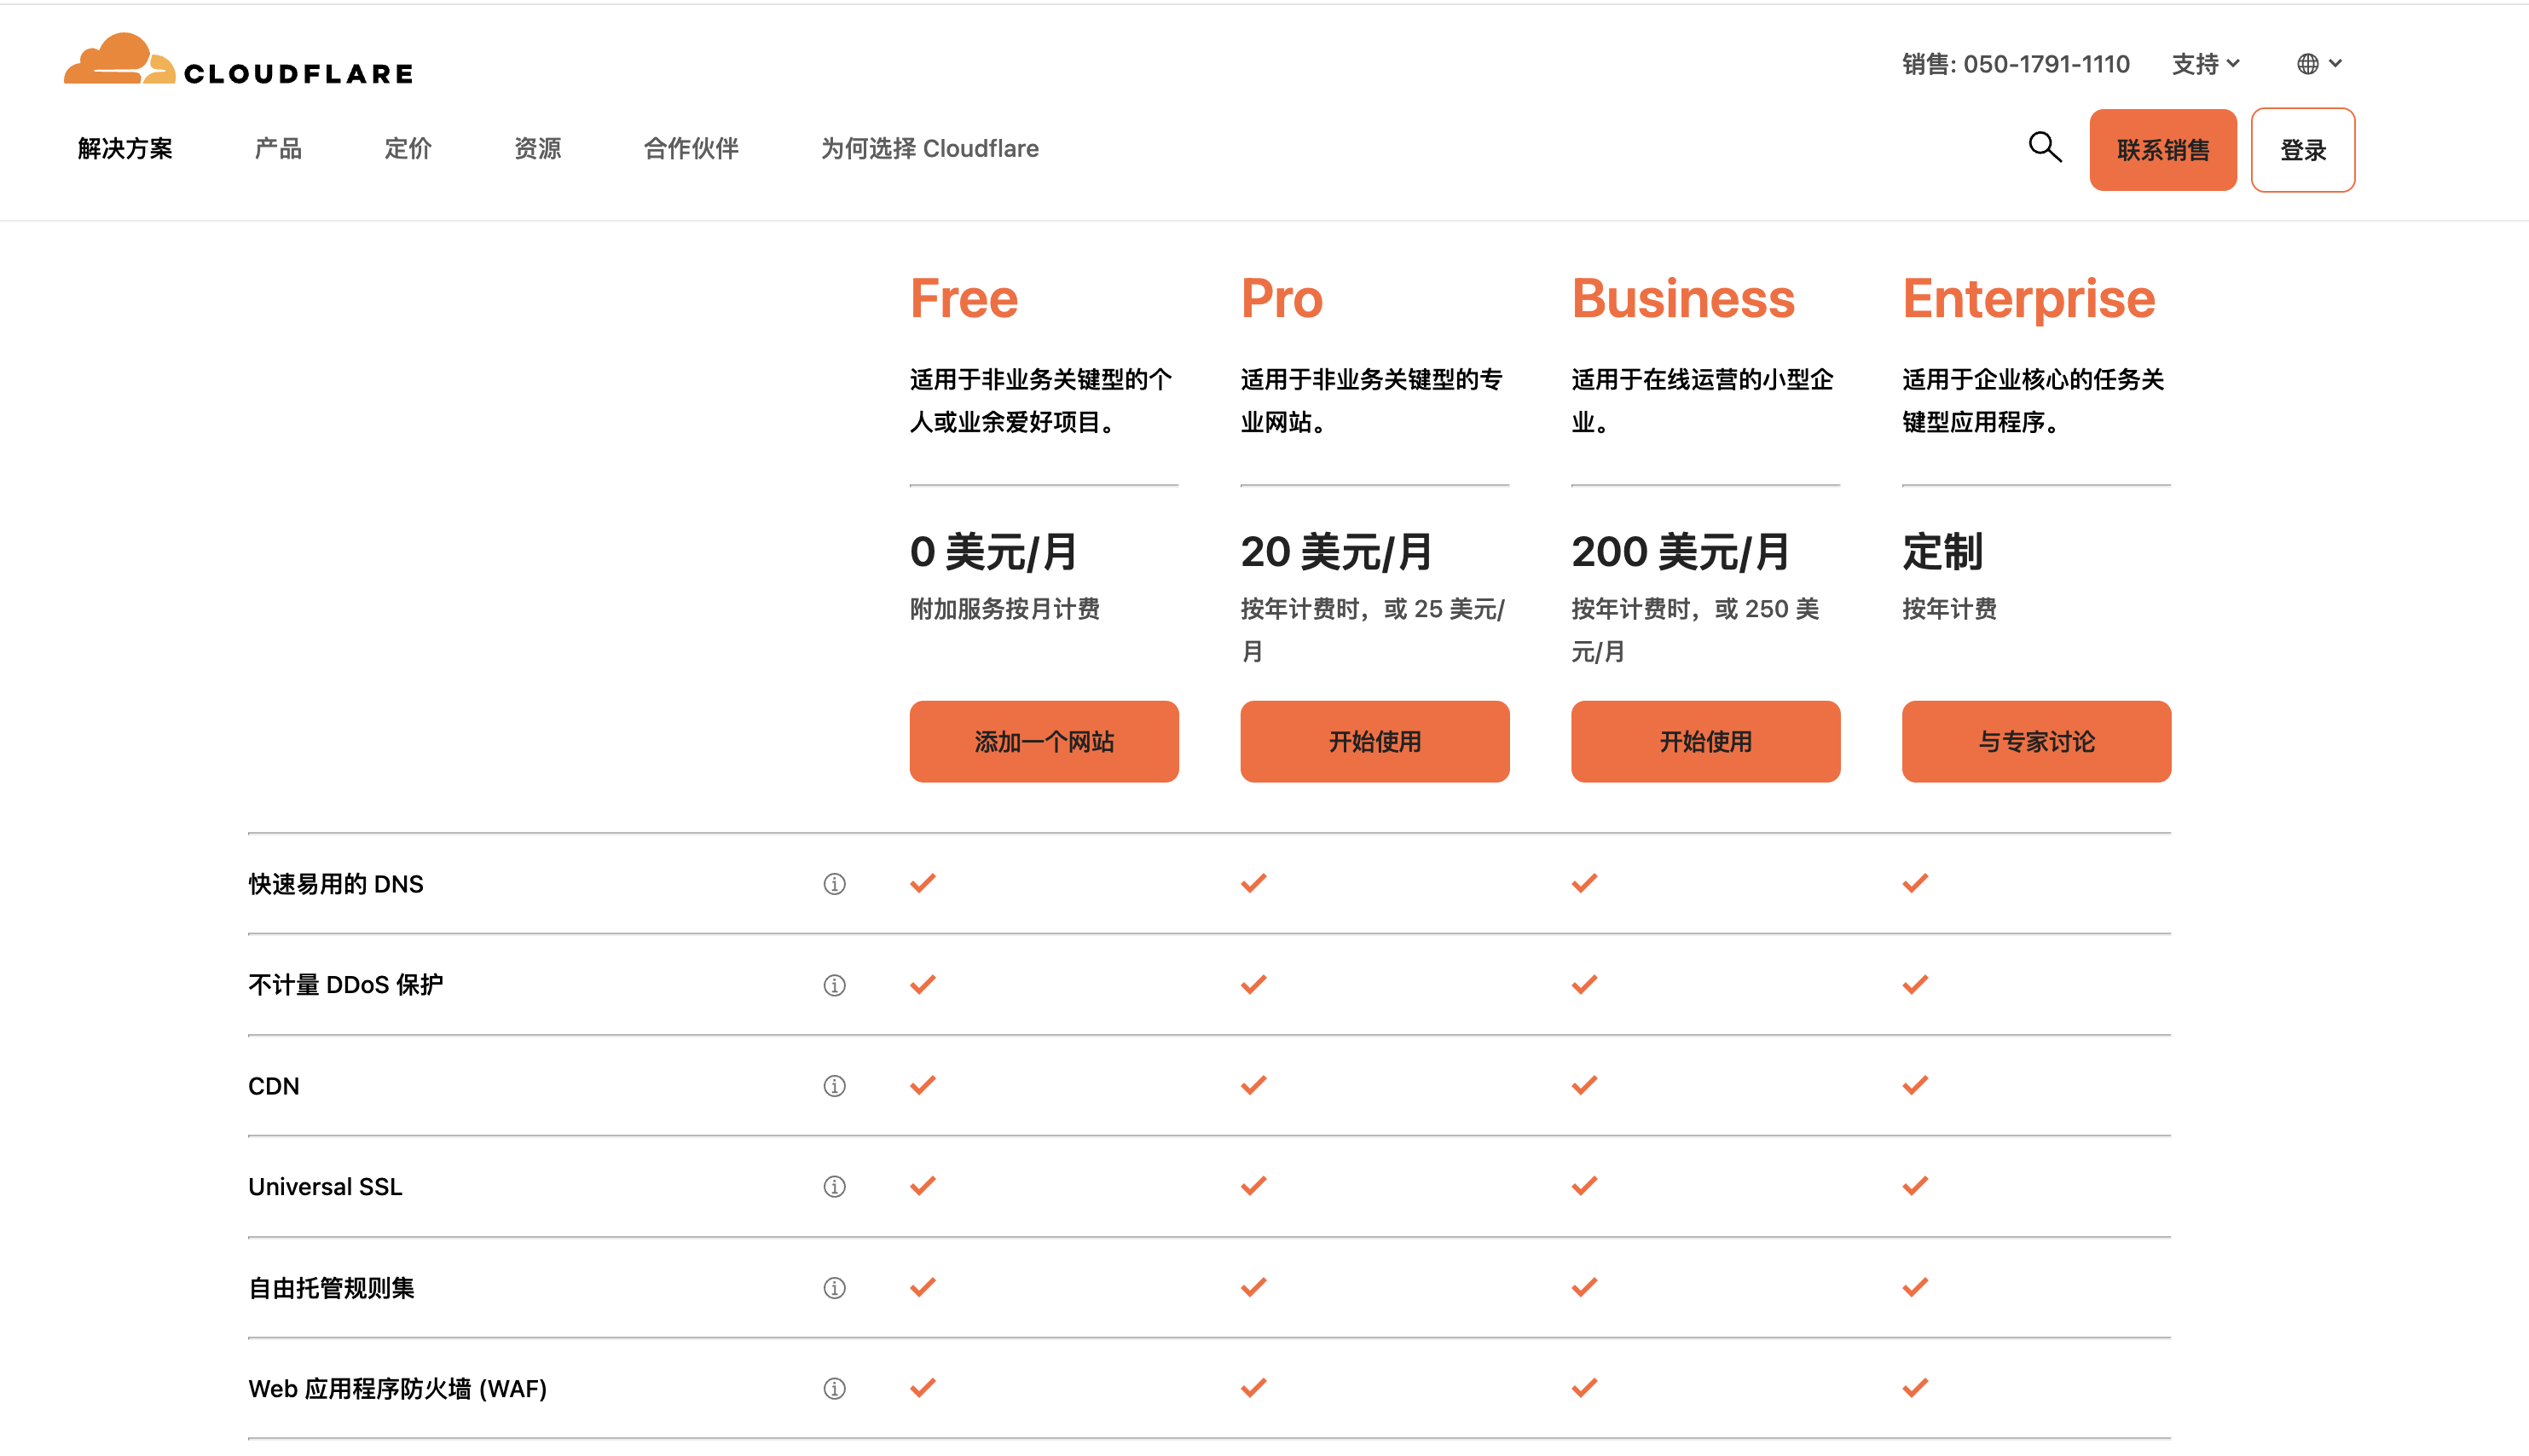 CLOUDFLARE
销售: 050-1791-1110 支持
解决方案 产品 定价 资源 合作伙伴 为何选择 Cloudflare 联系销售 登录
Free
适用于非业务关键型的个
人或业余爱好项目。
0 美元/月
附加服务按月计费
添加一个网站
Pro
适用于非业务关键型的专
业网站。
20 美元/月
按年计费时，或 25 美元/
月
开始使用
Business
适用于在线运营的小型企
业。
200 美元/月
按年计费时，或 250 美
元/月
开始使用
Enterprise
适用于企业核心的任务关
键型应用程序。
定制
按年计费
与专家讨论
快速易用的 DNS
不计量 DDoS 保护
CDN
Universal SSL
自由托管规则集
Web 应用程序防火墙 (WAF)